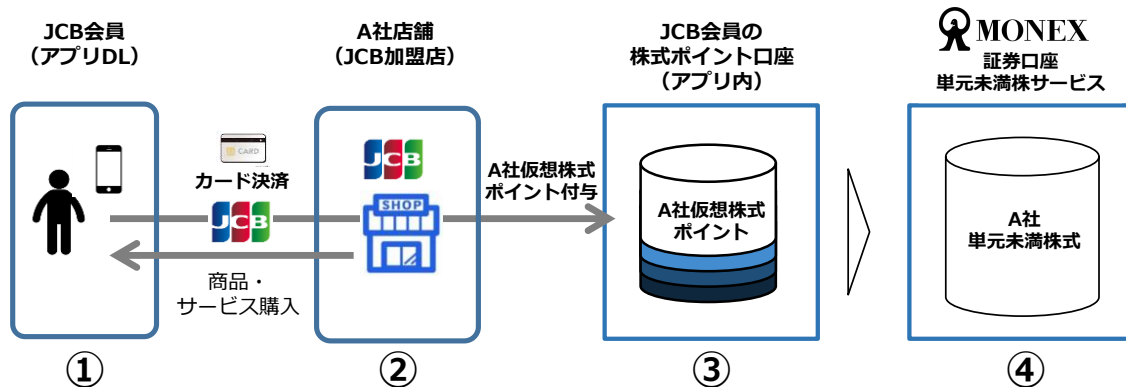 JCB会員
(アプリDL)
A社店舗
(JCB加盟店)
JCB会員の
株式ポイント口座
(アプリ内)
MONEX
証券口座
単元未満株サービス
CARD
カード決済
JCB
商品・
サービス購入
JCB
SHOP
A社仮想株式
ポイント付与
A社仮想株式
ポイント
A社
単元未満株式
①
②
③
④